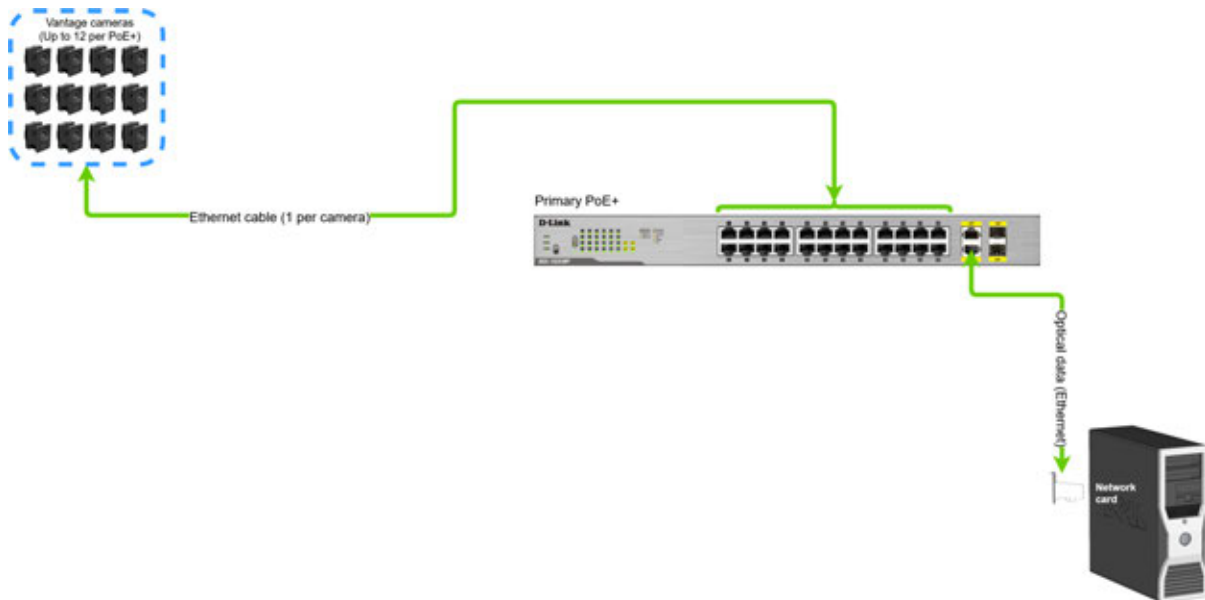 Vantage cameras
(Up to 12 per PoE+)
Ethernet cable (1 per camera)
Primary PoE+
D-Link
Optical data (Ethernet)
Network
card